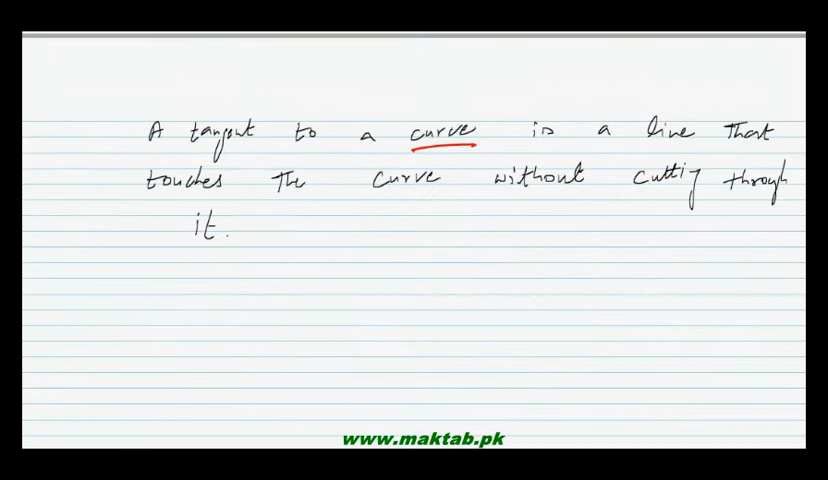 A tangent to a curve is a line that
touches the curve without cutting through
it.
www.maktab.pk